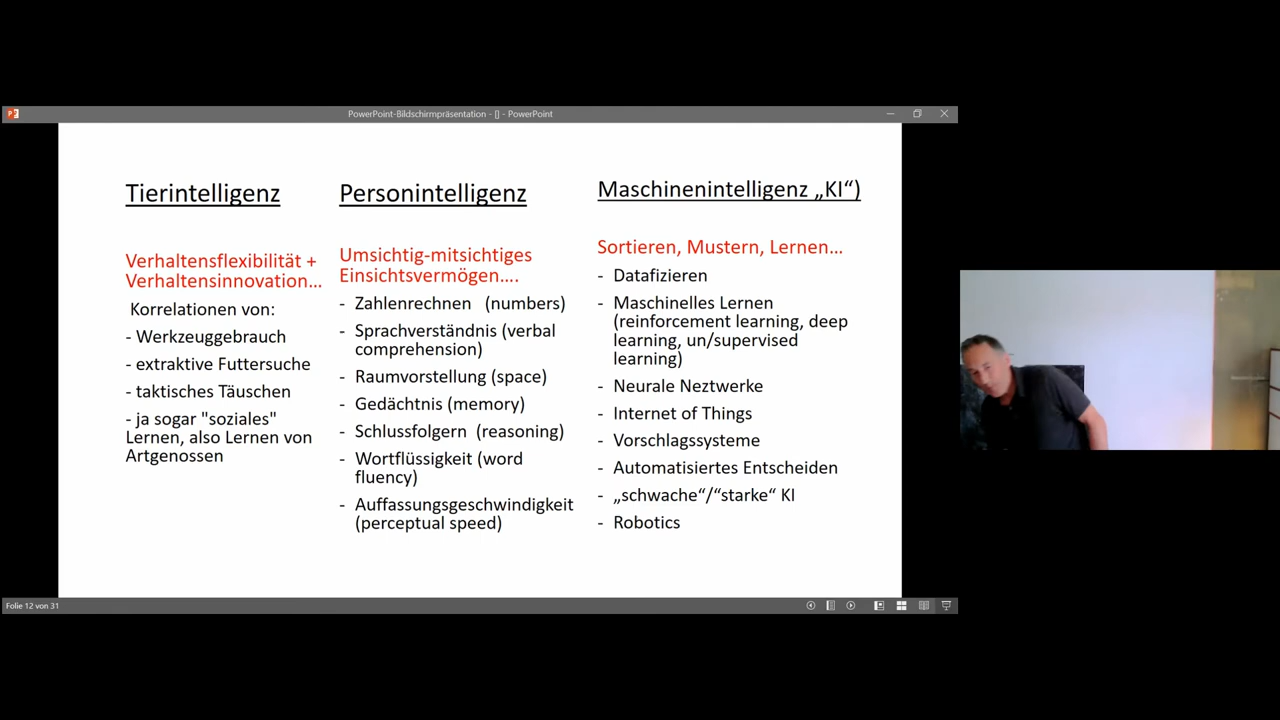 PowerPoint-Bildschirmpräsentation - [] - PowerPoint
Tierintelligenz
Verhaltensflexibilität +
Verhaltensinnovation...
Korrelationen von:
- Werkzeuggebrauch
- extraktive Futtersuche
- taktisches Täuschen
- ja sogar "soziales"
Lernen, also Lernen von
Artgenossen
Personintelligenz
Umsichtig-mitsichtiges
Einsichtsvermögen....
- Zahlenrechnen (numbers)
- Sprachverständnis (verbal
comprehension)
- Raumvorstellung (space)
- Gedächtnis (memory)
- Schlussfolgern (reasoning)
- Wortflüssigkeit (word
fluency)
- Auffassungsgeschwindigkeit
(perceptual speed)
Maschinenintelligenz „KI“)
Sortieren, Mustern, Lernen…
- Datafizieren
- Maschinelles Lernen
(reinforcement learning, deep
learning, un/supervised
learning)
- Neurale Neztwerke
- Internet of Things
- Vorschlagssysteme
- Automatisiertes Entscheiden
- „schwache“/“starke“ KI
- Robotics
Folie 12 von 31